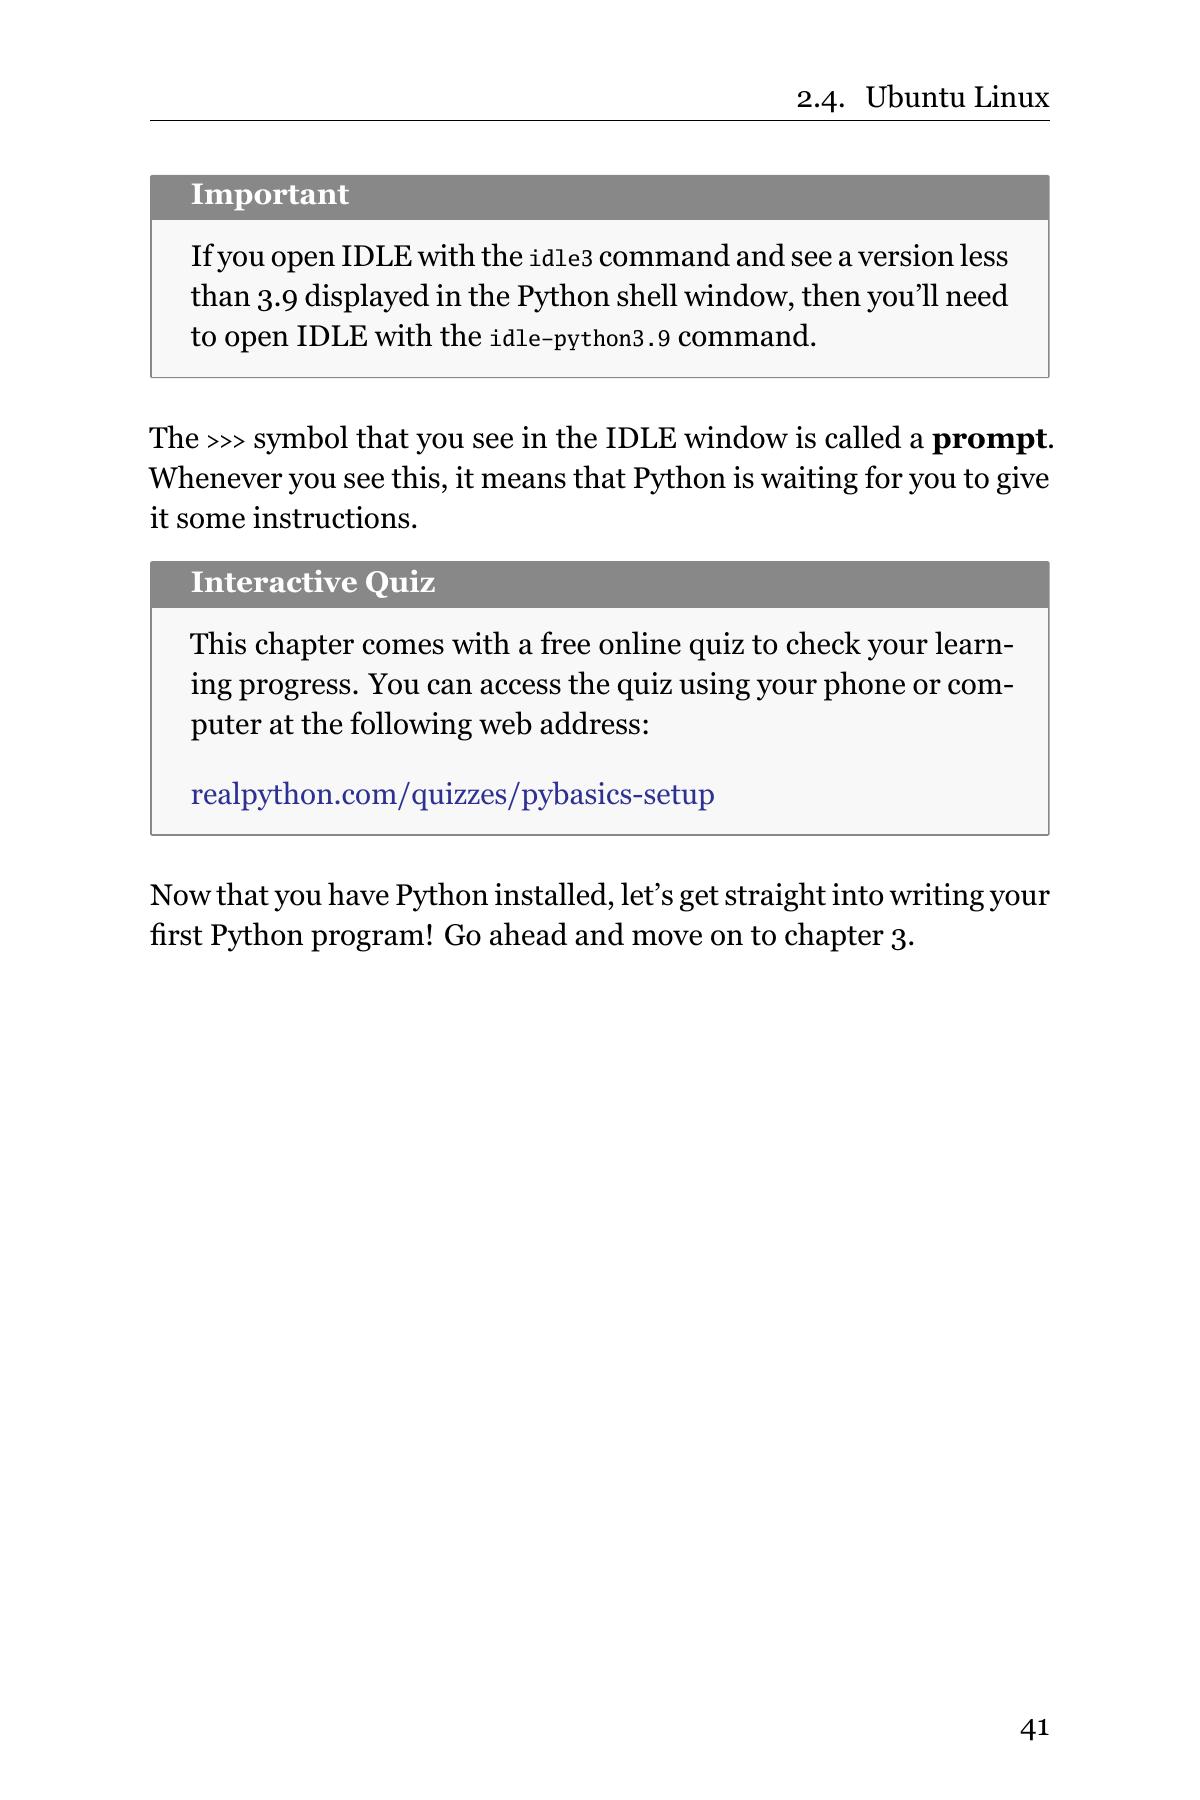 2.4. Ubuntu Linux
Important
If you open IDLE with the idle3 command and see a version less
than 3.9 displayed in the Python shell window, then you’ll need
to open IDLE with the idle-python3.9 command.
The >>> symbol that you see in the IDLE window is called a prompt.
Whenever you see this, it means that Python is waiting for you to give
it some instructions.
Interactive Quiz
This chapter comes with a free online quiz to check your learn-
ing progress. You can access the quiz using your phone or com-
puter at the following web address:
realpython.com/quizzes/pybasics-setup
Now that you have Python installed, let’s get straight into writing your
first Python program! Go ahead and move on to chapter 3.
41